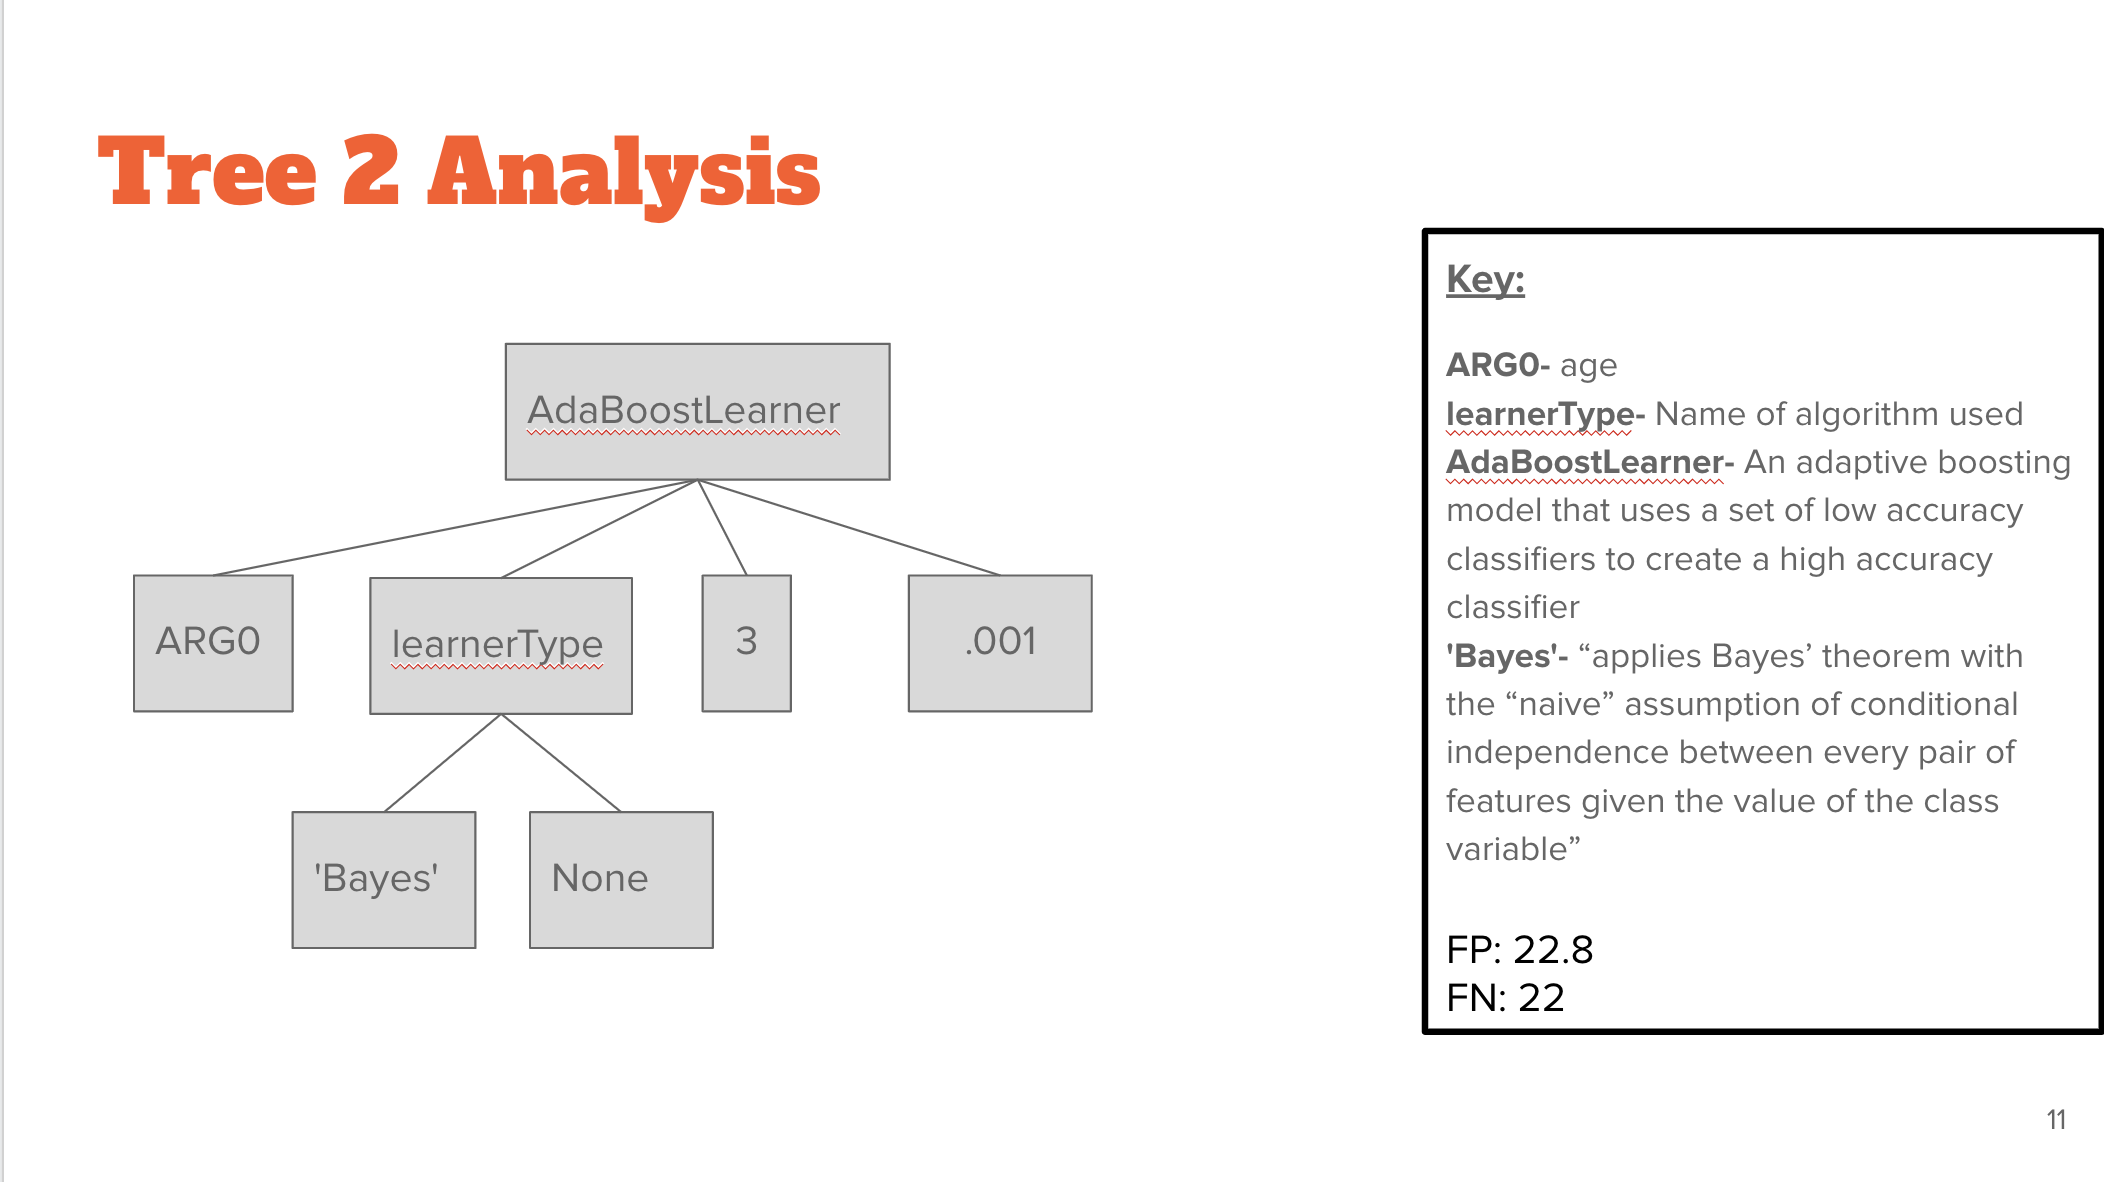 Tree 2 Analysis
AdaBoostLearner
ARG0
learnerType
3
.001
'Bayes'
None
Key:
ARG0- age
learnerType- Name of algorithm used
AdaBoostLearner- An adaptive boosting
model that uses a set of low accuracy
classifiers to create a high accuracy
classifier
'Bayes'- “applies Bayes’ theorem with
the “naive” assumption of conditional
independence between every pair of
features given the value of the class
variable”
FP: 22.8
FN: 22
11